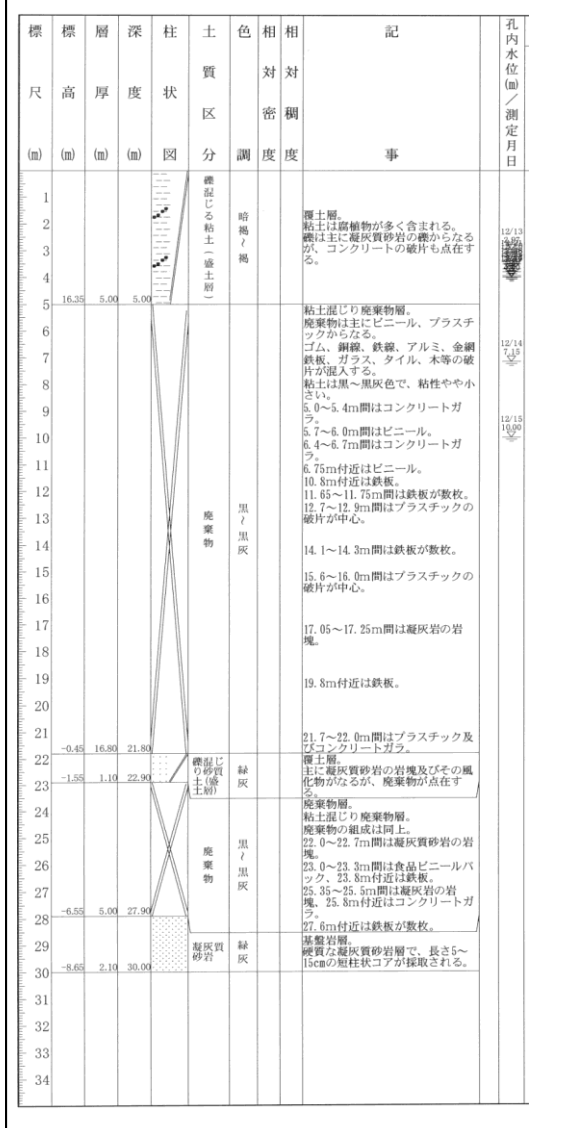 標尺(m)
標高(m)
層厚(m)
深度(m)
柱状図
土質区分
色調
相対密度
相対稠度
記事
孔内水位(m)/測定月日
1
2
3
4
5
6
7
8
9
10
11
12
13
14
15
16
17
18
19
20
21
22
23
24
25
26
27
28
29
30
31
32
33
34
16.35 5.00 5.00
礫混じる粘土(盛土層)
暗褐~褐
覆土層。
粘土は腐植物が多く含まれる。
礫は主に凝灰質砂岩の礫からなる
が、コンクリートの破片も点在す
る。
12/13
-0.45 16.80 21.80
廃棄物
黒~黒灰
粘土混じり廃棄物層。
廃棄物は主にビニール、プラスチ
ックからなる。
ゴム、銅線、鉄線、アルミ、金網
鉄板、ガラス、タイル、木等の破
片が混入する。
粘土は黒~黒灰色で、粘性やや小
さい。
5.0~5.4m間はコンクリートガ
ラ。
5.7~6.0m間はビニール。
6.4~6.7m間はコンクリートガ
ラ。
6.75m付近はビニール。
10.8m付近は鉄板。
11.65~11.75m間は鉄板が数枚。
12.7~12.9m間はプラスチックの
破片が中心。
14.1~14.3m間は鉄板が数枚。
15.6~16.0m間はプラスチックの
破片が中心。
17.05~17.25m間は凝灰岩の岩
塊。
19.8m付近は鉄板。
21.7~22.0m間はプラスチック及
びコンクリートガラ。
12/14
7.15
12/15
10.00
-1.55 1.10 22.90
礫混じ
り砂質
土(盛
土層)
緑灰
覆土層。
主に凝灰質砂岩の岩塊及びその風
化物がなるが、廃棄物が点在す
る。
-6.55 5.00 27.90
廃棄物
黒~黒灰
廃棄物層。
粘土混じり廃棄物層。
廃棄物の組成は同上。
22.0~22.7m間は凝灰質砂岩の岩
塊。
23.0~23.3m間は食品ビニールパ
ック、23.8m付近は鉄板。
25.35~25.5m間は凝灰岩の岩
塊、25.8m付近はコンクリートガ
ラ。
27.6m付近は鉄板が数枚。
-8.65 2.10 30.00
凝灰質
砂岩
緑灰
基盤岩層。
硬質な凝灰質砂岩層で、長さ5~
15cmの短柱状コアが採取される。